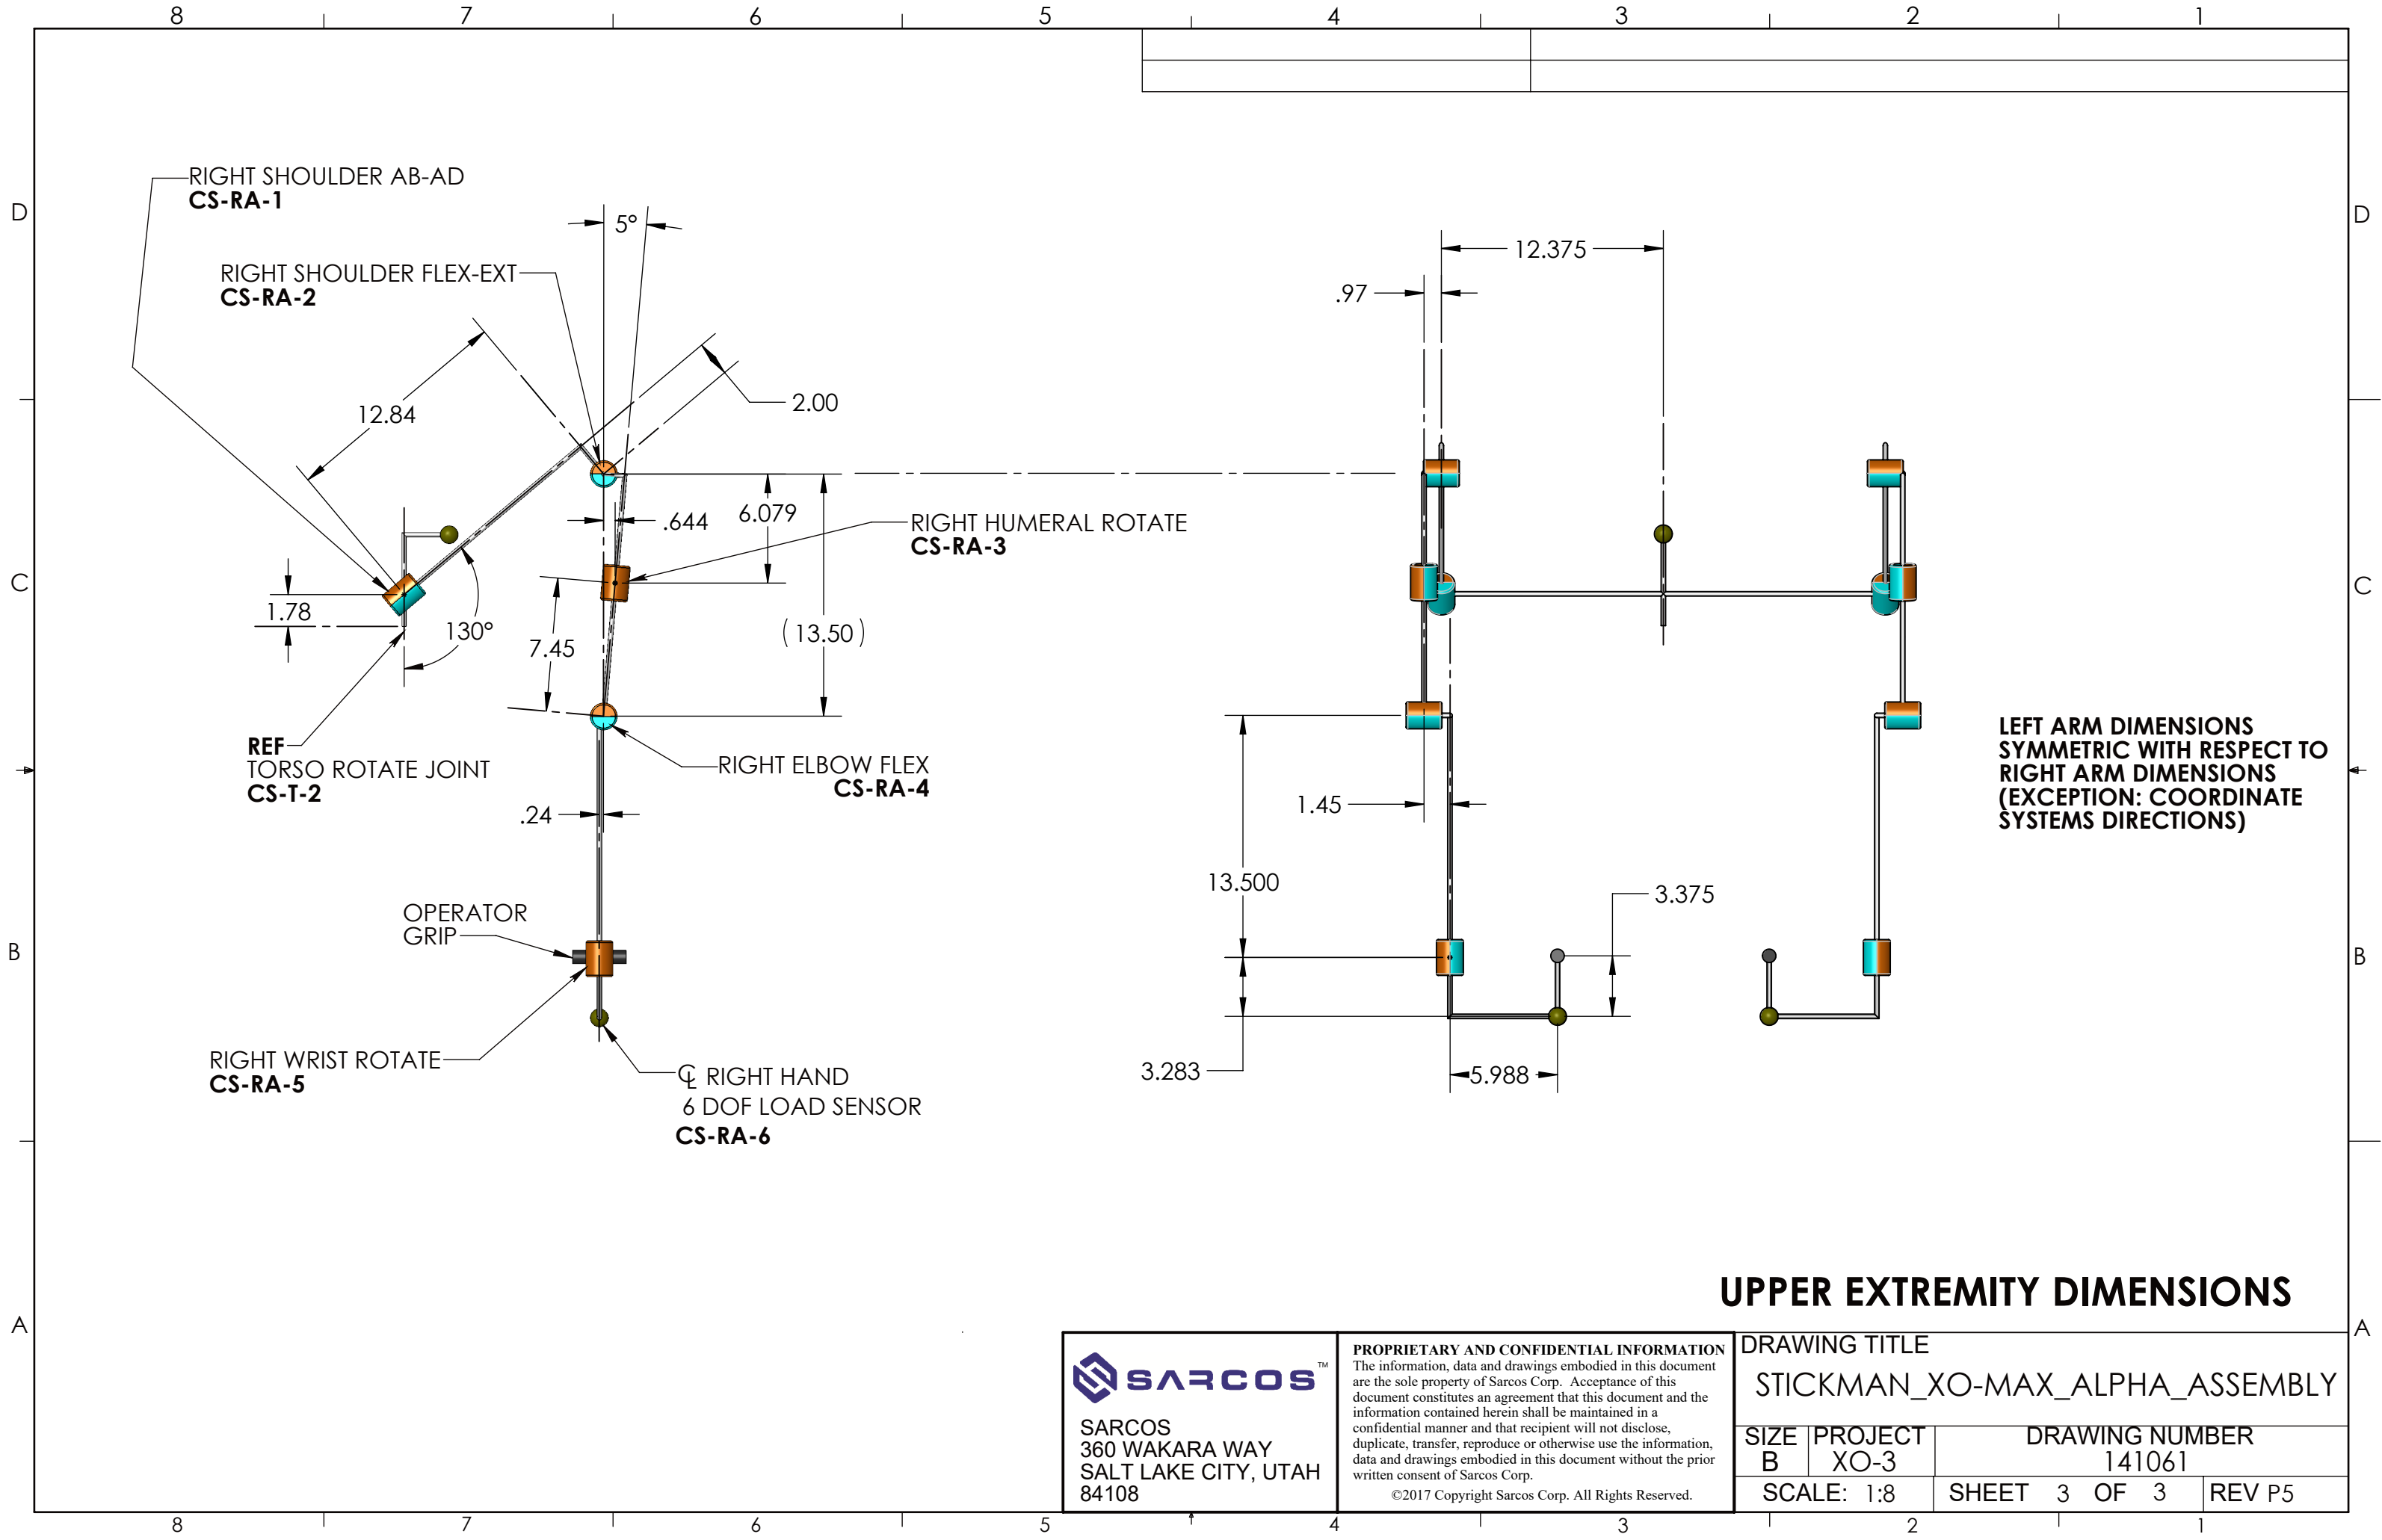 8 7 6 5 4 3 2 1
D
D
C
C
B
B
A
A
RIGHT SHOULDER AB-AD
CS-RA-1
5°
RIGHT SHOULDER FLEX-EXT
CS-RA-2
12.84
2.00
.644
6.079
RIGHT HUMERAL ROTATE
CS-RA-3
1.78
130°
7.45
(13.50)
REF
TORSO ROTATE JOINT
CS-T-2
RIGHT ELBOW FLEX
CS-RA-4
.24
OPERATOR
GRIP
RIGHT WRIST ROTATE
CS-RA-5
℄ RIGHT HAND
6 DOF LOAD SENSOR
CS-RA-6
12.375
.97
1.45
13.500
3.375
3.283
5.988
LEFT ARM DIMENSIONS
SYMMETRIC WITH RESPECT TO
RIGHT ARM DIMENSIONS
(EXCEPTION: COORDINATE
SYSTEMS DIRECTIONS)
UPPER EXTREMITY DIMENSIONS
SARCOS™
SARCOS
360 WAKARA WAY
SALT LAKE CITY, UTAH
84108
PROPRIETARY AND CONFIDENTIAL INFORMATION
The information, data and drawings embodied in this document
are the sole property of Sarcos Corp. Acceptance of this
document constitutes an agreement that this document and the
information contained herein shall be maintained in a
confidential manner and that recipient will not disclose,
duplicate, transfer, reproduce or otherwise use the information,
data and drawings embodied in this document without the prior
written consent of Sarcos Corp.
©2017 Copyright Sarcos Corp. All Rights Reserved.
DRAWING TITLE
STICKMAN_XO-MAX_ALPHA_ASSEMBLY
SIZE PROJECT DRAWING NUMBER
B XO-3 141061
SCALE: 1:8 SHEET 3 OF 3 REV P5
8 7 6 5 4 3 2 1